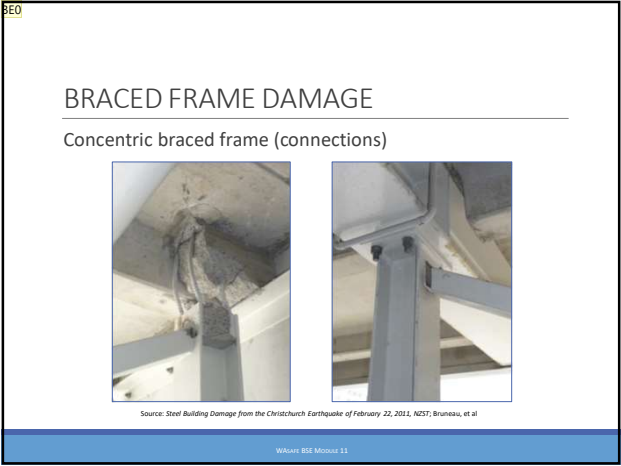 BE0
BRACED FRAME DAMAGE
Concentric braced frame (connections)
Source: Steel Building Damage from the Christchurch Earthquake of February 22, 2011, NZST; Bruneau, et al
WASAFE BSE MODULE 11